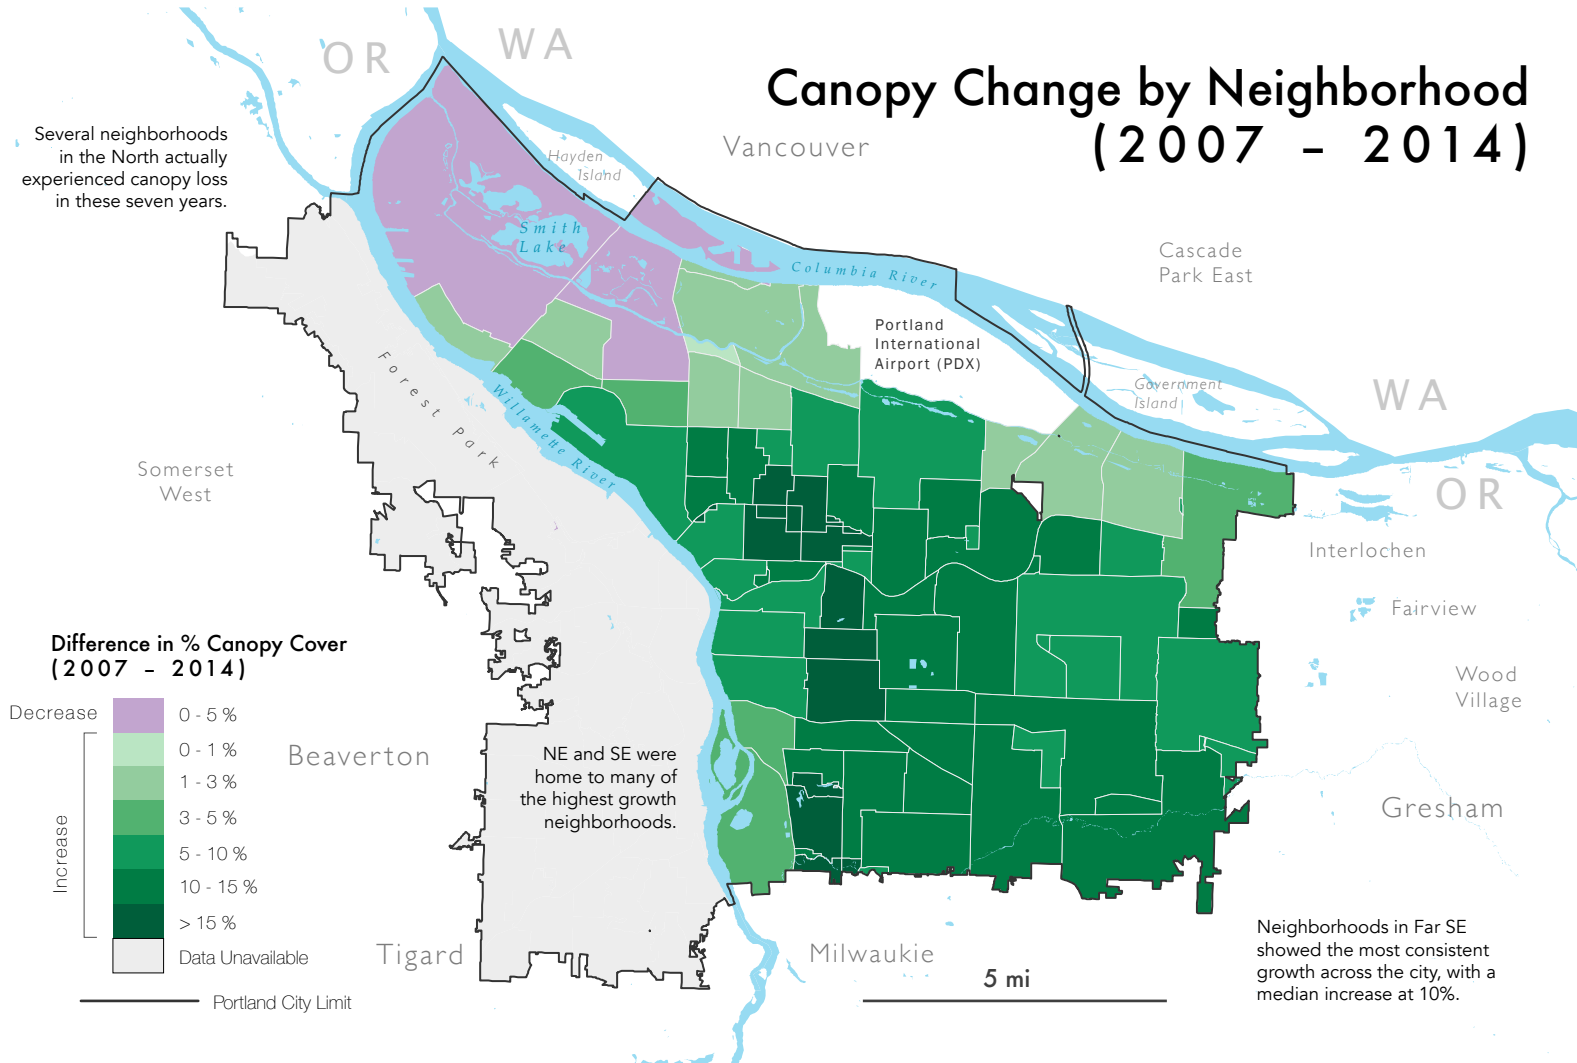 OR
WA
Canopy Change by Neighborhood
(2007 – 2014)
Several neighborhoods
in the North actually
experienced canopy loss
in these seven years.
Vancouver
Hayden
Island
Smith
Lake
Columbia River
Cascade
Park East
Portland
International
Airport (PDX)
Government
Island
WA
Forest Park
Willamette River
Somerset
West
OR
Interlochen
Fairview
Wood
Village
Gresham
Difference in % Canopy Cover
(2007 – 2014)
Decrease
0 - 5 %
Increase
0 - 1 %
1 - 3 %
3 - 5 %
5 - 10 %
10 - 15 %
> 15 %
Data Unavailable
Portland City Limit
Beaverton
NE and SE were
home to many of
the highest growth
neighborhoods.
Tigard
Milwaukie
5 mi
Neighborhoods in Far SE
showed the most consistent
growth across the city, with a
median increase at 10%.